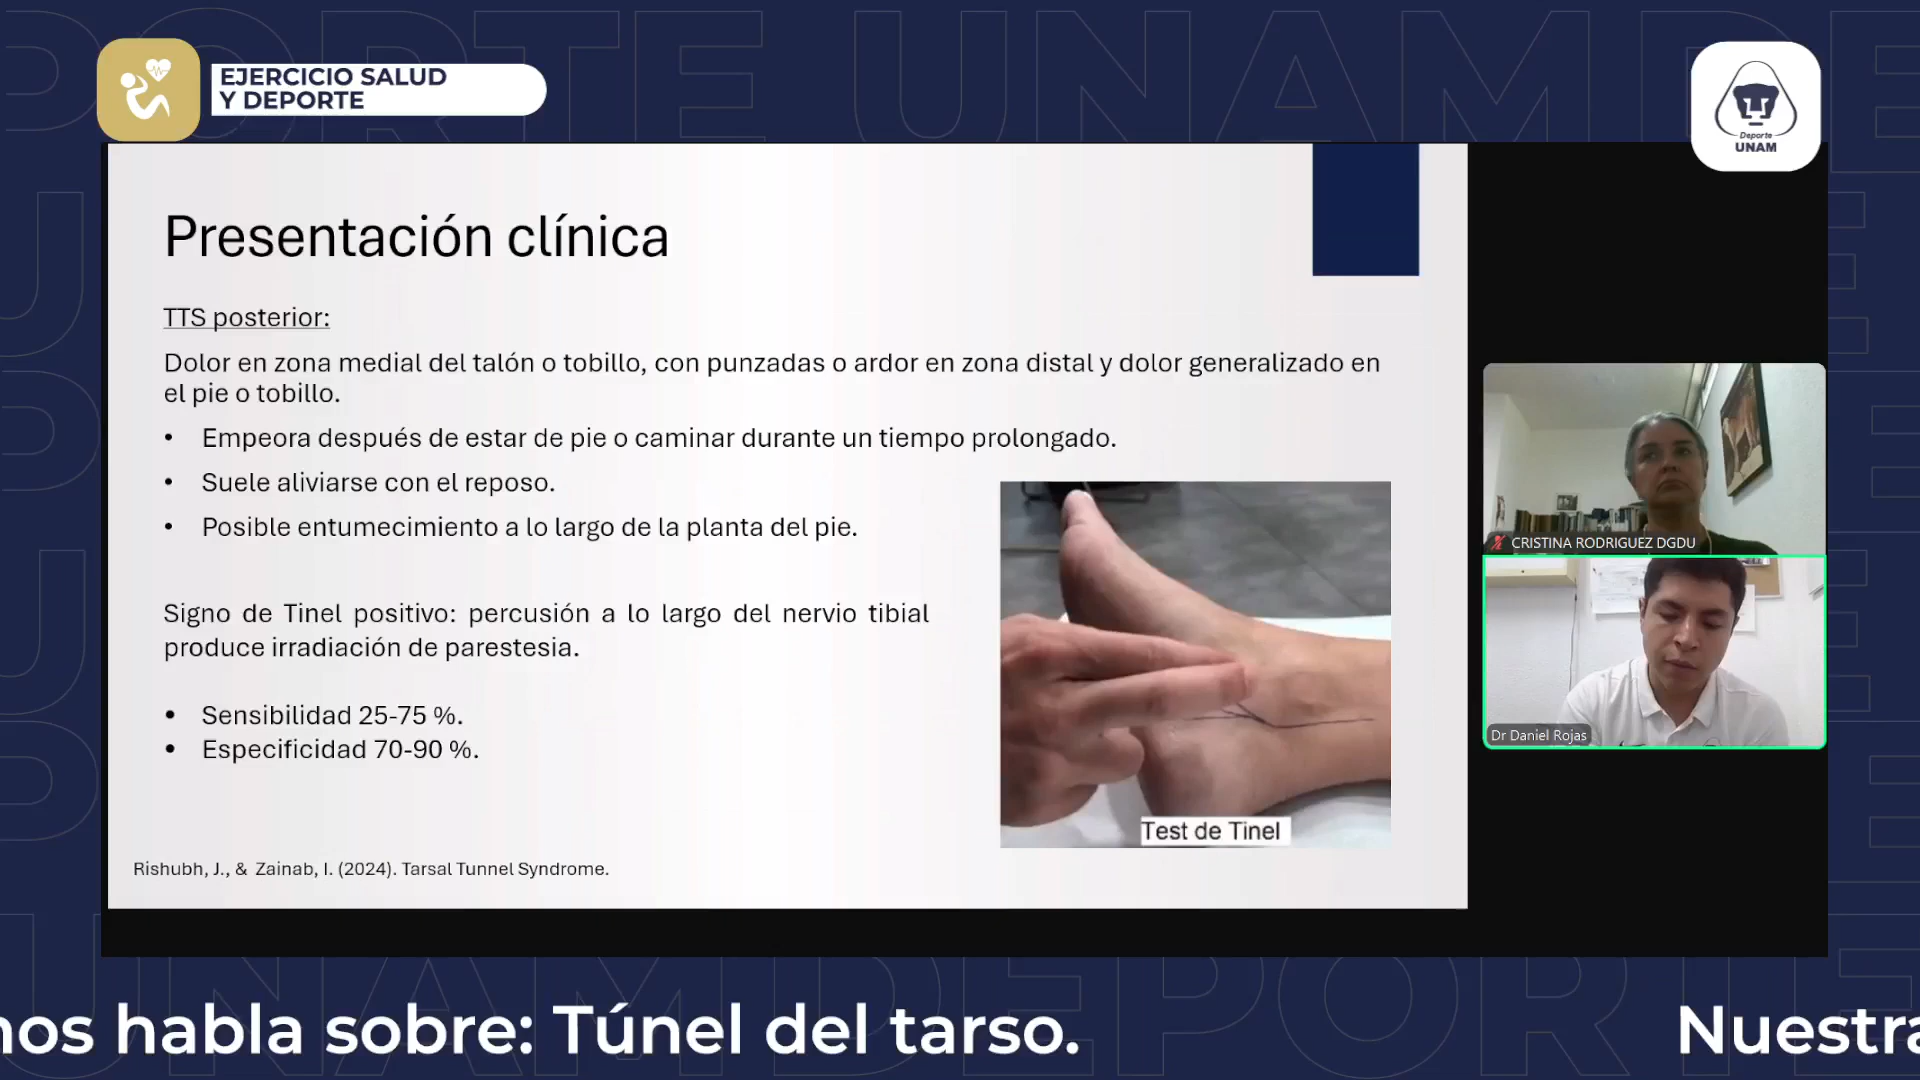 EJERCICIO SALUD
Y DEPORTE
Deporte
UNAM
Presentación clínica
TTS posterior:
Dolor en zona medial del talón o tobillo, con punzadas o ardor en zona distal y dolor generalizado en
el pie o tobillo.
• Empeora después de estar de pie o caminar durante un tiempo prolongado.
• Suele aliviarse con el reposo.
• Posible entumecimiento a lo largo de la planta del pie.
Signo de Tinel positivo: percusión a lo largo del nervio tibial
produce irradiación de parestesia.
• Sensibilidad 25-75 %.
• Especificidad 70-90 %.
Test de Tinel
Rishubh, J., & Zainab, I. (2024). Tarsal Tunnel Syndrome.
CRISTINA RODRIGUEZ DGDU
Dr Daniel Rojas
nos habla sobre: Túnel del tarso.
Nuestra
PORTE UNAM DE
UNAM DEPORTE